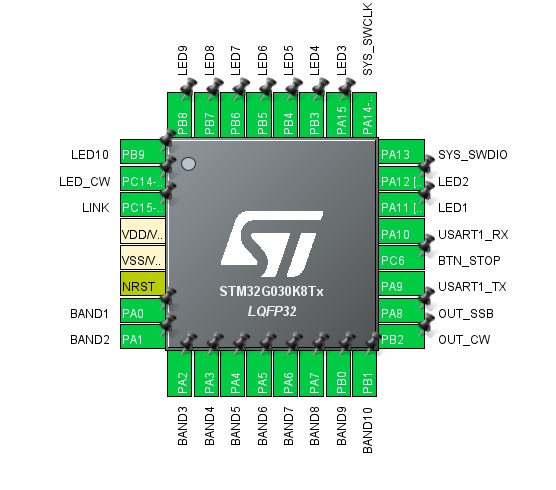 LED9
LED8
LED7
LED6
LED5
LED4
LED3
SYS_SWCLK
PB8
PB7
PB6
PB5
PB4
PB3
PA15
PA14-..
LED10
PB9
LED_CW
PC14-..
LINK
PC15-..
VDD/V..
VSS/V..
NRST
BAND1
PA0
BAND2
PA1
ST
STM32G030K8Tx
LQFP32
PA13
SYS_SWDIO
PA12 [..
LED2
PA11 [..
LED1
PA10
USART1_RX
PC6
BTN_STOP
PA9
USART1_TX
PA8
OUT_SSB
PB2
OUT_CW
PA2
PA3
PA4
PA5
PA6
PA7
PB0
PB1
BAND3
BAND4
BAND5
BAND6
BAND7
BAND8
BAND9
BAND10